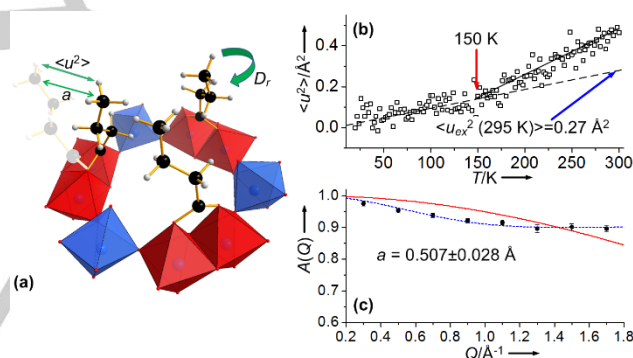 <u²>
a
D_r
(a)
(b)
150 K
<u_ex² (295 K)>=0.27 Å²
<u²>/Å²
0.4
0.2
0.0
50 100 150 200 250 300
T/K
(c)
a = 0.507±0.028 Å
A(Q)
1.0
0.9
0.8
0.7
0.6
0.2 0.4 0.6 0.8 1.0 1.2 1.4 1.6 1.8
Q/Å⁻¹